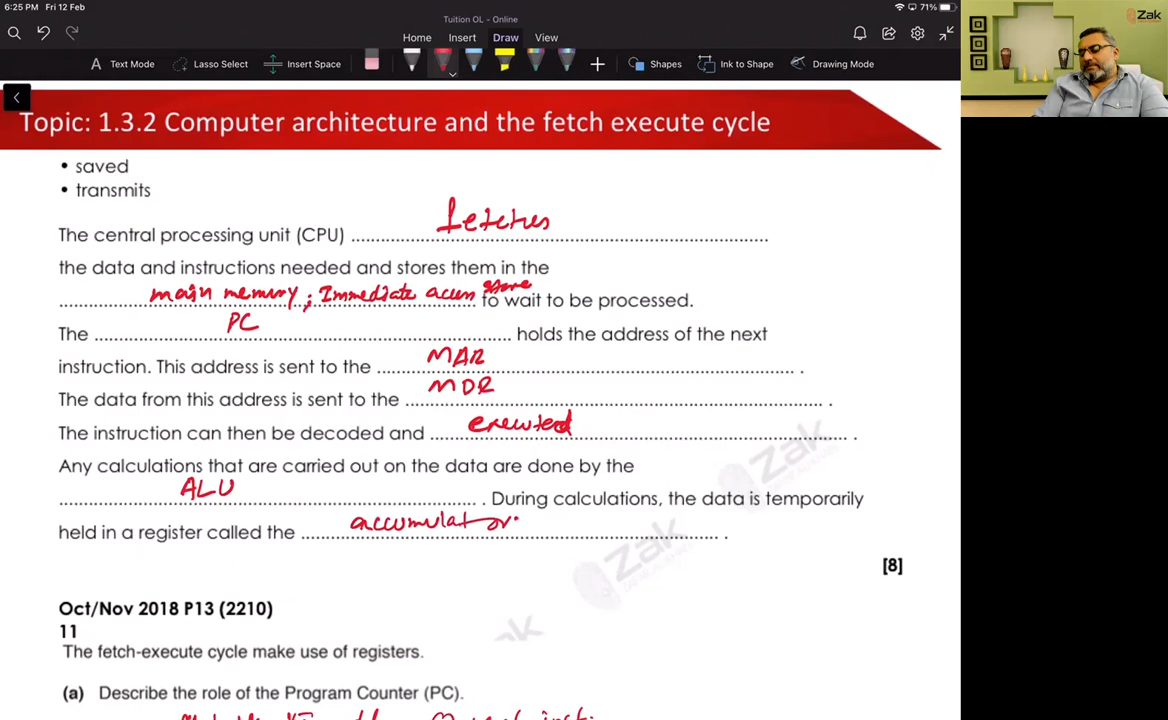 6:25 PM Fri 12 Feb
71%
Tuition OL - Online
Home Insert Draw View
Text Mode Lasso Select Insert Space Shapes Ink to Shape Drawing Mode
Zak
Topic: 1.3.2 Computer architecture and the fetch execute cycle
• saved
• transmits
fetches
The central processing unit (CPU) ........................................
the data and instructions needed and stores them in the
main memory; Immediate access store
........................................ to wait to be processed.
PC
The ........................................ holds the address of the next
MAR
instruction. This address is sent to the ........................................ .
MDR
The data from this address is sent to the ........................................ .
executed
The instruction can then be decoded and ........................................ .
Any calculations that are carried out on the data are done by the
ALU
........................................ . During calculations, the data is temporarily
accumulator
held in a register called the ........................................ .
Zak
Zak
[8]
Oct/Nov 2018 P13 (2210)
11
The fetch-execute cycle make use of registers.
(a) Describe the role of the Program Counter (PC).